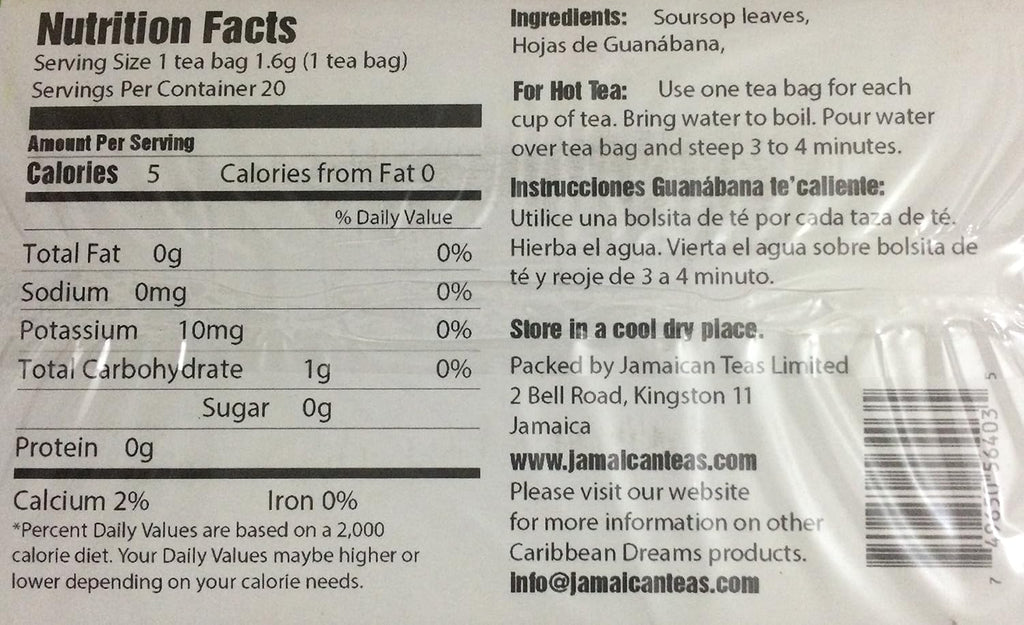 Nutrition Facts
Serving Size 1 tea bag 1.6g (1 tea bag)
Servings Per Container 20
Amount Per Serving
Calories 5 Calories from Fat 0
% Daily Value
Total Fat 0g 0%
Sodium 0mg 0%
Potassium 10mg 0%
Total Carbohydrate 1g 0%
Sugar 0g
Protein 0g
Calcium 2% Iron 0%
*Percent Daily Values are based on a 2,000
calorie diet. Your Daily Values maybe higher or
lower depending on your calorie needs.
Ingredients: Soursop leaves,
Hojas de Guanábana,
For Hot Tea: Use one tea bag for each
cup of tea. Bring water to boil. Pour water
over tea bag and steep 3 to 4 minutes.
Instrucciones Guanábana te'caliente:
Utilice una bolsita de té por cada taza de té.
Hierba el agua. Vierta el agua sobre bolsita de
té y reoje de 3 a 4 minuto.
Store in a cool dry place.
Packed by Jamaican Teas Limited
2 Bell Road, Kingston 11
Jamaica
www.jamaicanteas.com
Please visit our website
for more information on other
Caribbean Dreams products.
info@jamaicanteas.com